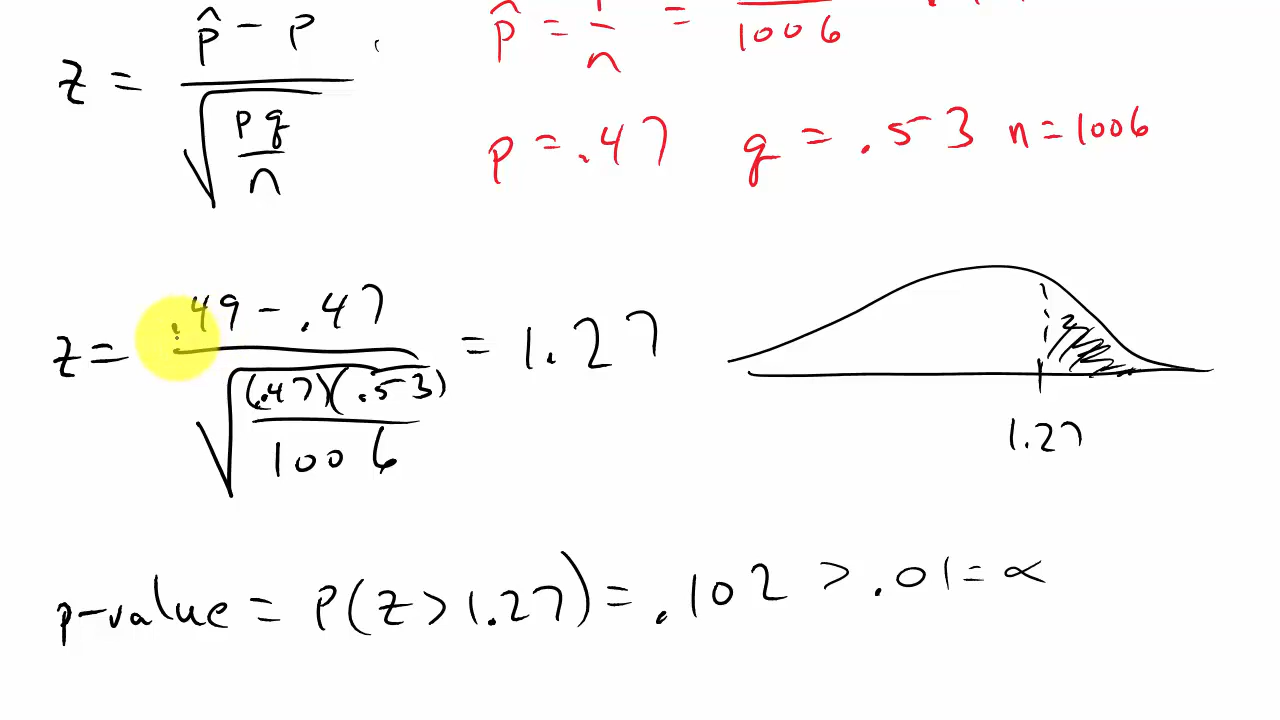 z = (p̂ - p) / √(pq/n)
p̂ = /n = /1006
p = .47 q = .53 n = 1006
z = (.49 - .47) / √((.47)(.53)/1006) = 1.27
1.27
p-value = P(Z > 1.27) = .102 > .01 = α